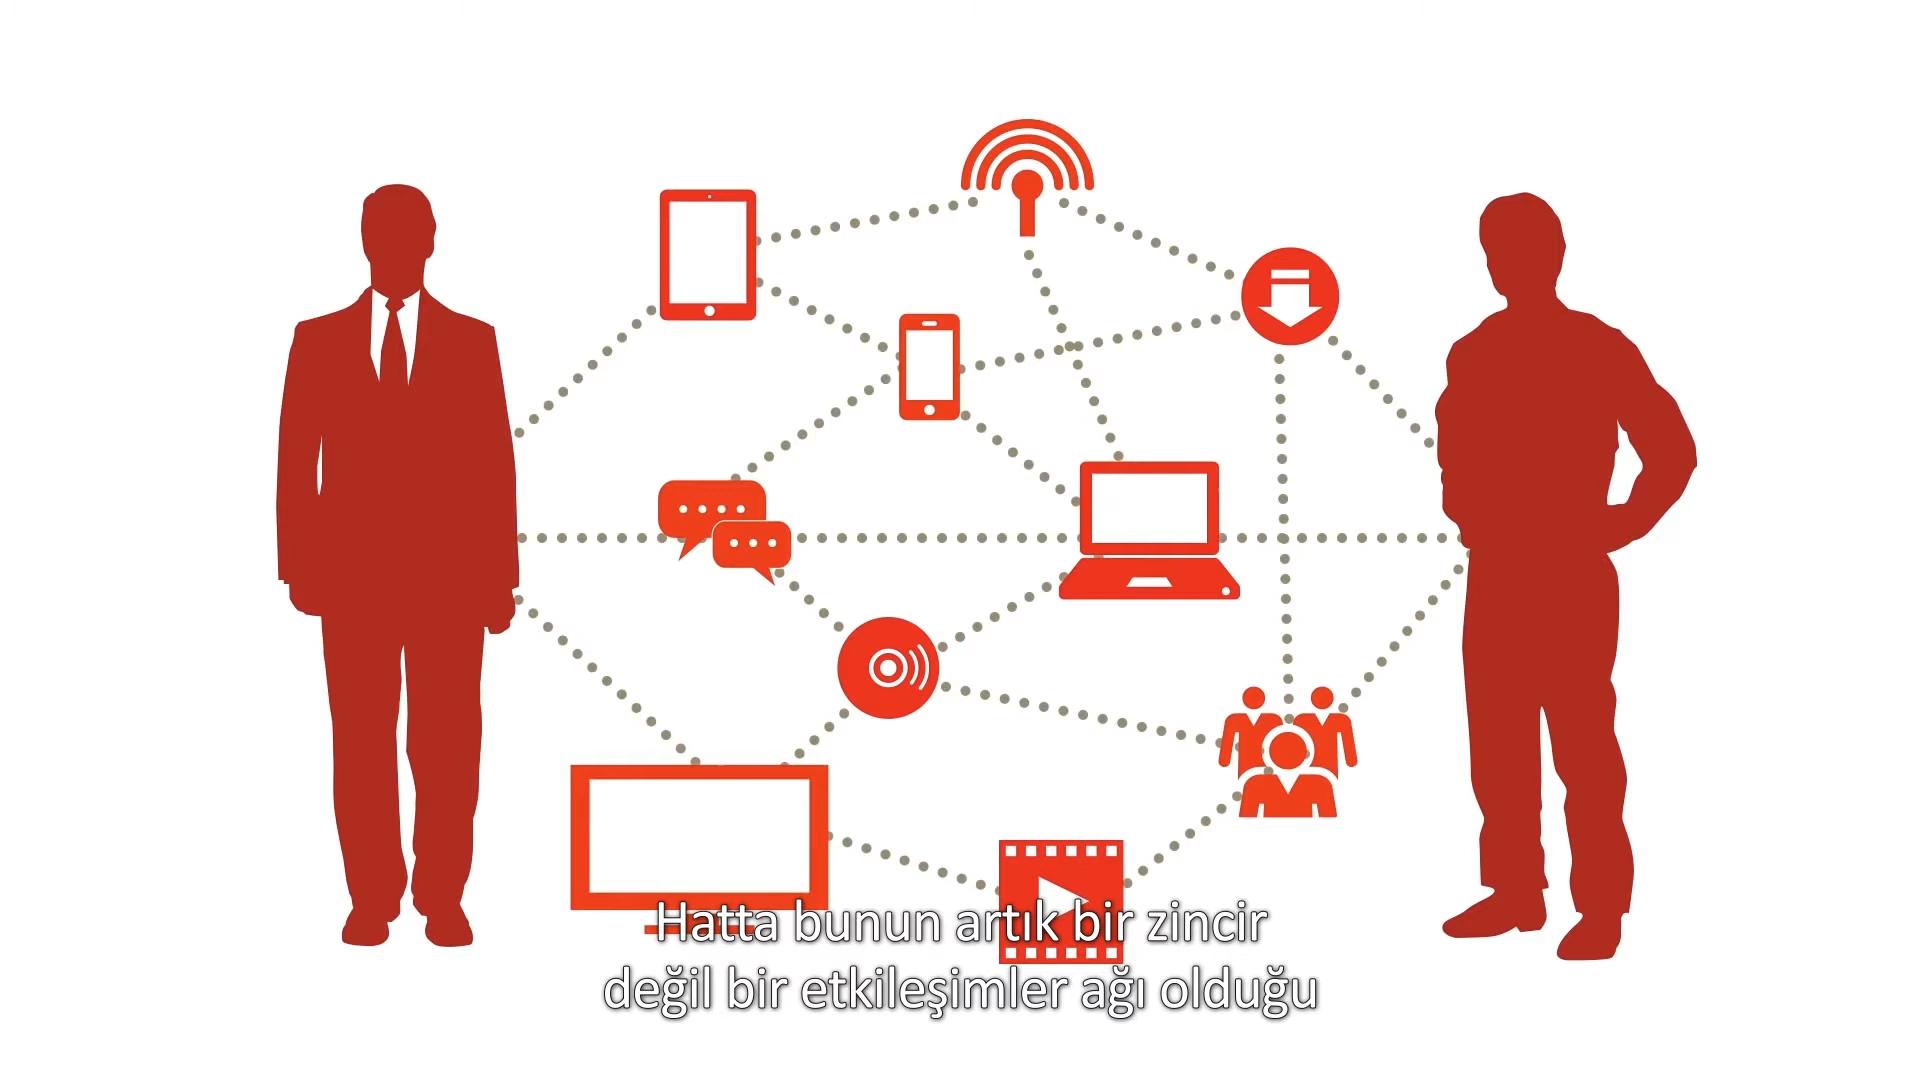 Hatta bunun artık bir zincir
değil bir etkileşimler ağı olduğu